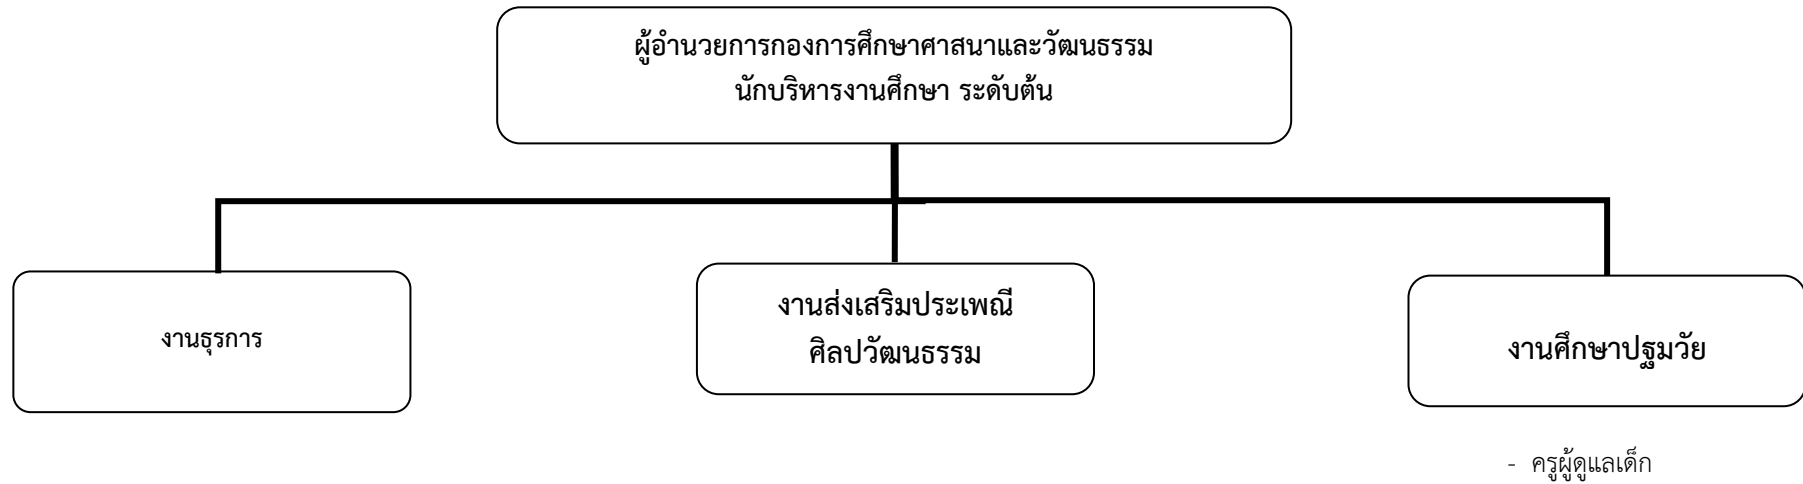 ผู้อำนวยการกองการศึกษาศาสนาและวัฒนธรรม
นักบริหารงานศึกษา ระดับต้น
งานธุรการ
งานส่งเสริมประเพณี
ศิลปวัฒนธรรม
งานศึกษาปฐมวัย
- ครูผู้ดูแลเด็ก